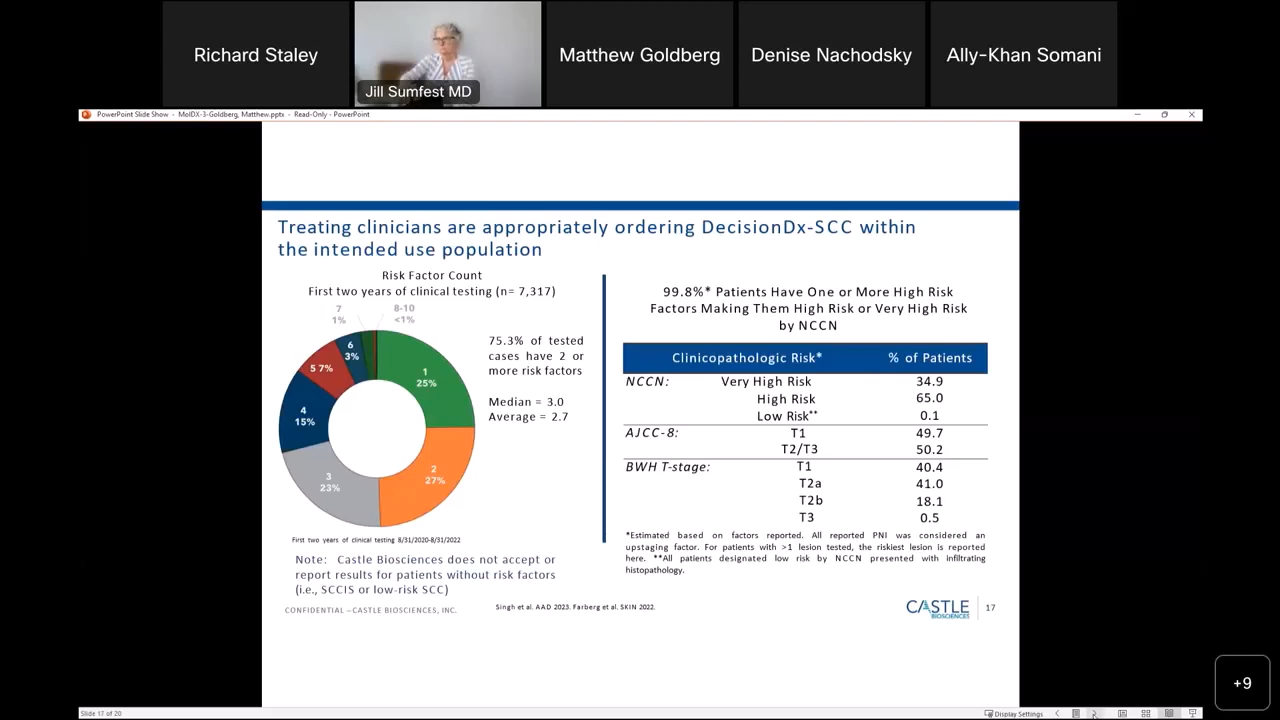 Richard Staley
Jill Sumfest MD
Matthew Goldberg
Denise Nachodsky
Ally-Khan Somani
PowerPoint Slide Show - MolDX-3-Goldberg, Matthew.pptx - Read-Only - PowerPoint
Treating clinicians are appropriately ordering DecisionDx-SCC within
the intended use population
Risk Factor Count
First two years of clinical testing (n= 7,317)
7
1%
8-10
<1%
6
3%
5 7%
4
15%
3
23%
2
27%
1
25%
75.3% of tested
cases have 2 or
more risk factors
Median = 3.0
Average = 2.7
First two years of clinical testing 8/31/2020-8/31/2022
Note: Castle Biosciences does not accept or
report results for patients without risk factors
(i.e., SCCIS or low-risk SCC)
99.8%* Patients Have One or More High Risk
Factors Making Them High Risk or Very High Risk
by NCCN
Clinicopathologic Risk* % of Patients
NCCN: Very High Risk 34.9
High Risk 65.0
Low Risk** 0.1
AJCC-8: T1 49.7
T2/T3 50.2
BWH T-stage: T1 40.4
T2a 41.0
T2b 18.1
T3 0.5
*Estimated based on factors reported. All reported PNI was considered an
upstaging factor. For patients with >1 lesion tested, the riskiest lesion is reported
here. **All patients designated low risk by NCCN presented with infiltrating
histopathology.
CONFIDENTIAL – CASTLE BIOSCIENCES, INC.
Singh et al. AAD 2023. Farberg et al. SKIN 2022.
CASTLE
BIOSCIENCES
17
+9
Slide 17 of 20
Display Settings